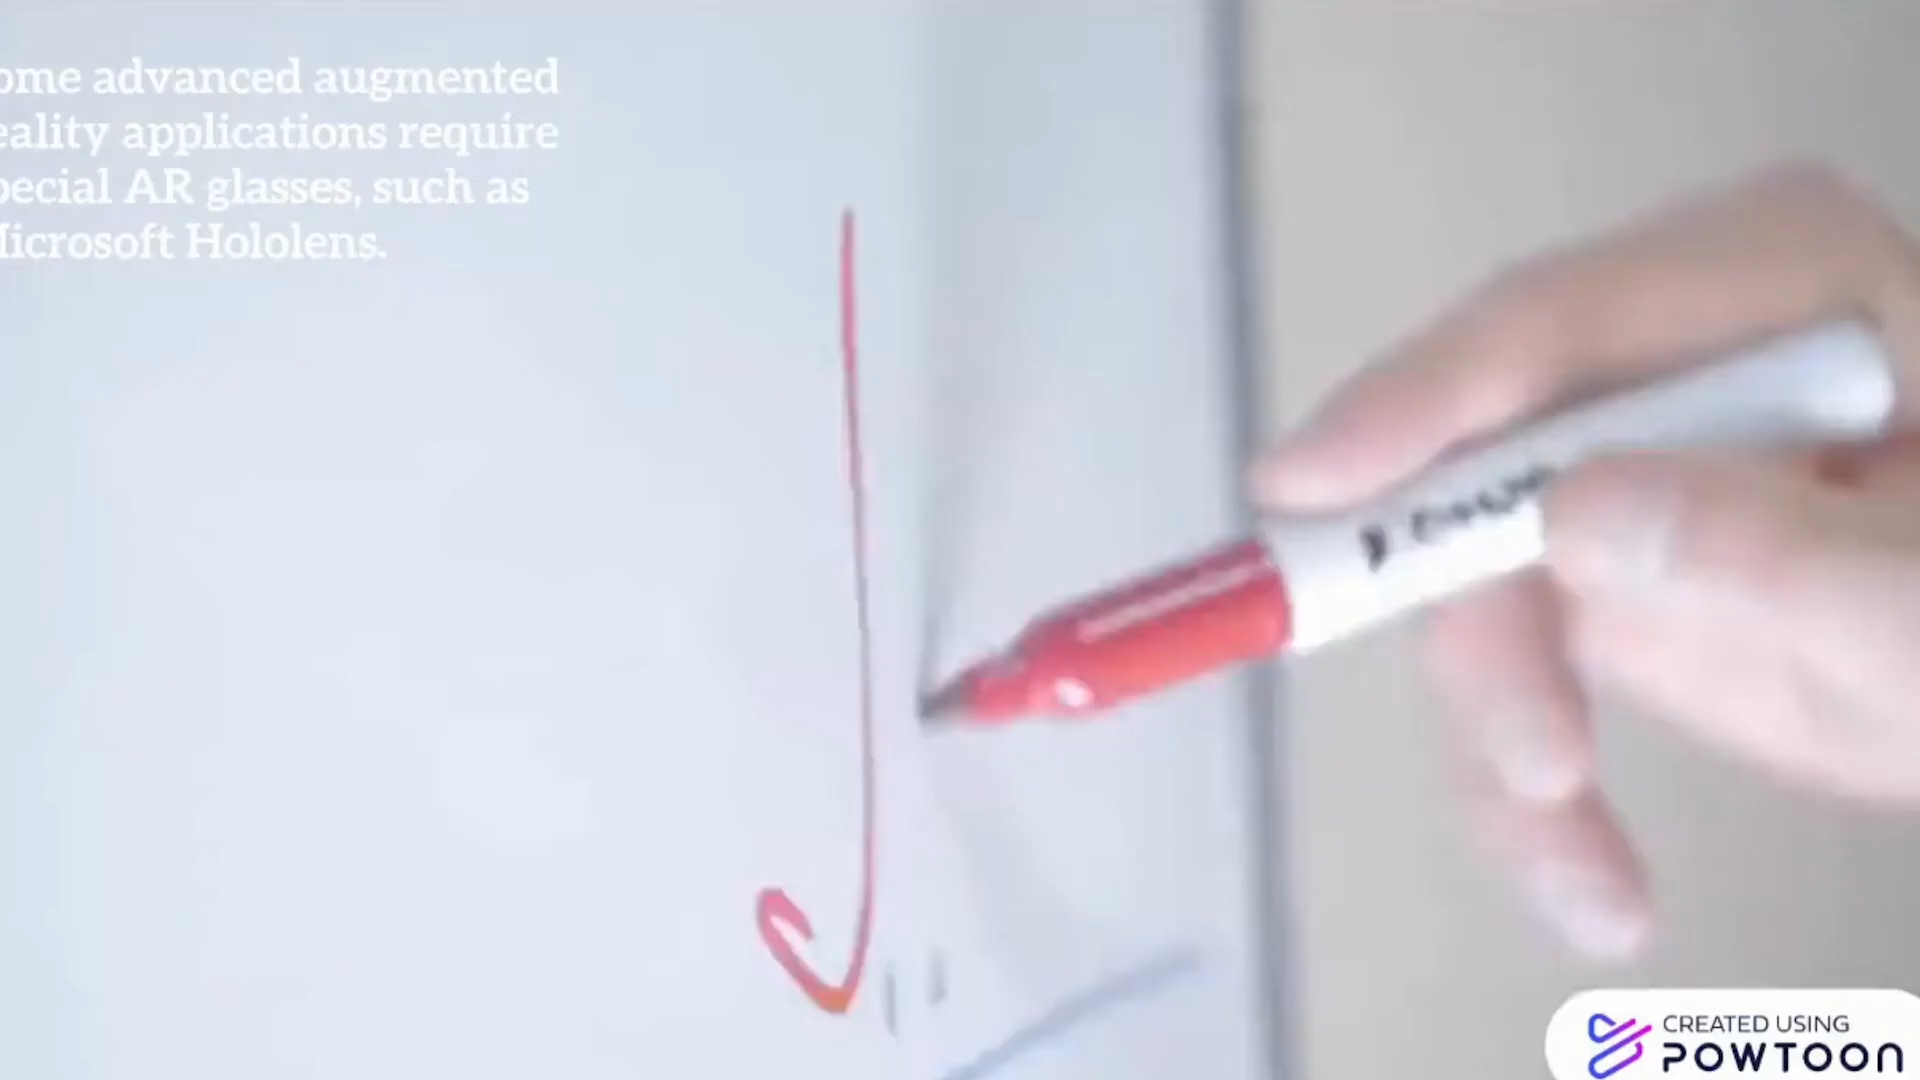 ome advanced augmented
eality applications require
pecial AR glasses, such as
Microsoft Hololens.
CREATED USING
POWTOON